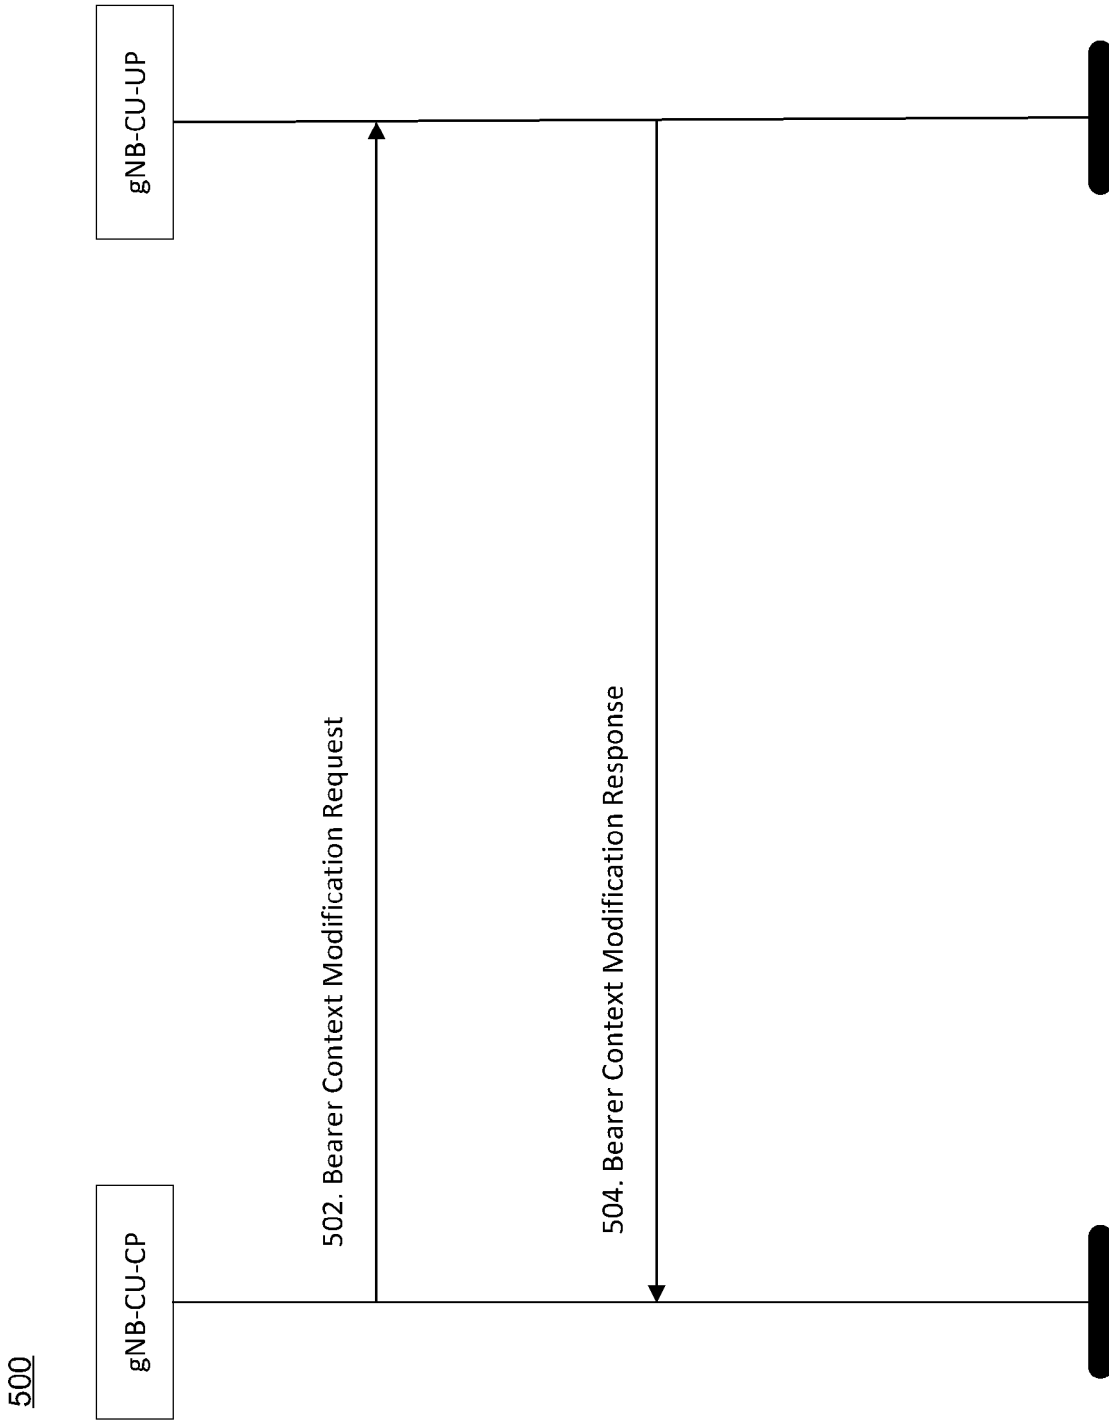 500
gNB-CU-CP
gNB-CU-UP
502. Bearer Context Modification Request
504. Bearer Context Modification Response